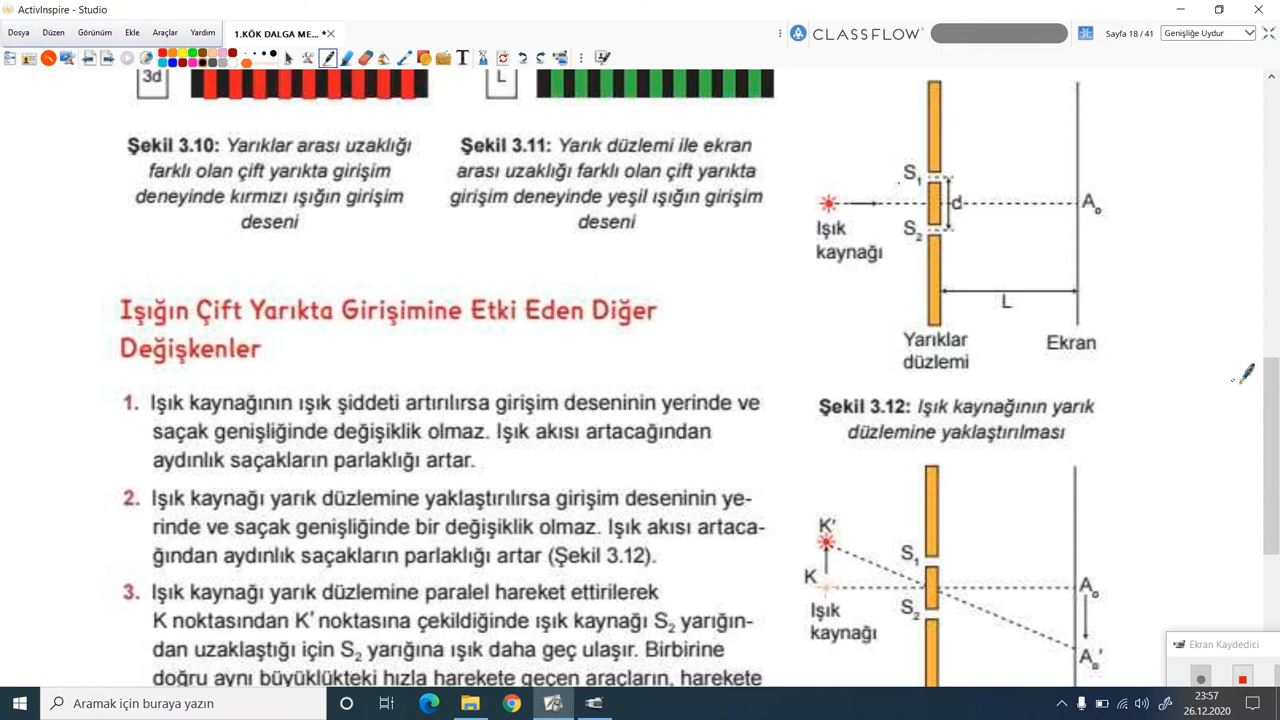 ActivInspire - Studio
Dosya Düzen Görünüm Ekle Araçlar Yardım
1.KÖK DALGA ME... *
CLASSFLOW
Sayfa 18 / 41
Genişliğe Uydur
3d
L
Şekil 3.10: Yarıklar arası uzaklığı
farklı olan çift yarıkta girişim
deneyinde kırmızı ışığın girişim
deseni
Şekil 3.11: Yarık düzlemi ile ekran
arası uzaklığı farklı olan çift yarıkta
girişim deneyinde yeşil ışığın girişim
deseni
Işığın Çift Yarıkta Girişimine Etki Eden Diğer
Değişkenler
1. Işık kaynağının ışık şiddeti artırılırsa girişim deseninin yerinde ve
saçak genişliğinde değişiklik olmaz. Işık akısı artacağından
aydınlık saçakların parlaklığı artar.
2. Işık kaynağı yarık düzlemine yaklaştırılırsa girişim deseninin ye-
rinde ve saçak genişliğinde bir değişiklik olmaz. Işık akısı artaca-
ğından aydınlık saçakların parlaklığı artar (Şekil 3.12).
3. Işık kaynağı yarık düzlemine paralel hareket ettirilerek
K noktasından K′ noktasına çekildiğinde ışık kaynağı S₂ yarığın-
dan uzaklaştığı için S₂ yarığına ışık daha geç ulaşır. Birbirine
doğru aynı büyüklükteki hızla harekete geçen araçların, harekete
S₁
d
A₀
S₂
Işık
kaynağı
L
Yarıklar
düzlemi
Ekran
Şekil 3.12: Işık kaynağının yarık
düzlemine yaklaştırılması
K′
S₁
K
A₀
S₂
Işık
kaynağı
A₀′
Ekran Kaydedici
Aramak için buraya yazın
23:57
26.12.2020